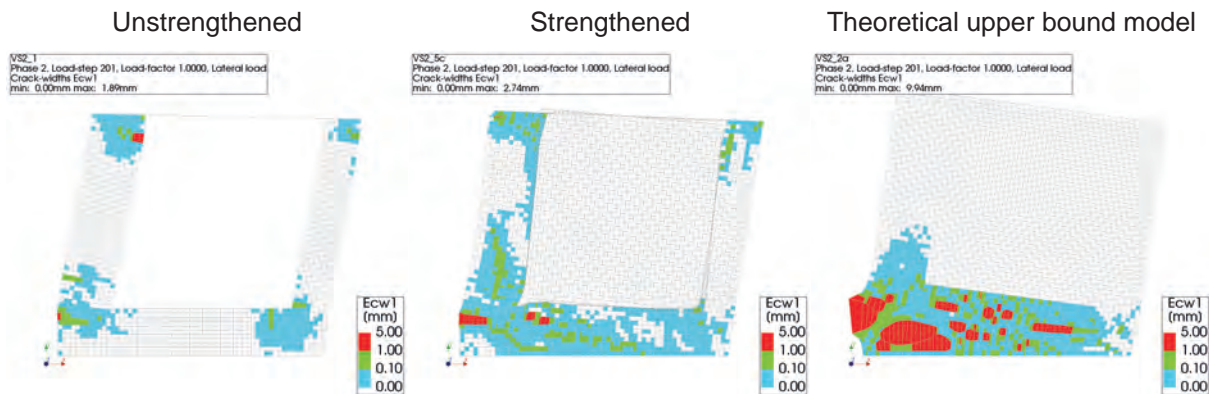 Unstrengthened
Strengthened
Theoretical upper bound model
VS2_1
Phase 2, Load-step 201, Load-factor 1.0000, Lateral load
Crack-widths Ecw1
min: 0.00mm max: 1.89mm
VS2_5c
Phase 2, Load-step 201, Load-factor 1.0000, Lateral load
Crack-widths Ecw1
min: 0.00mm max: 2.74mm
VS2_2a
Phase 2, Load-step 201, Load-factor 1.0000, Lateral load
Crack-widths Ecw1
min: 0.00mm max: 9.94mm
Ecw1
(mm)
5.00
1.00
0.10
0.00
Ecw1
(mm)
5.00
1.00
0.10
0.00
Ecw1
(mm)
5.00
1.00
0.10
0.00